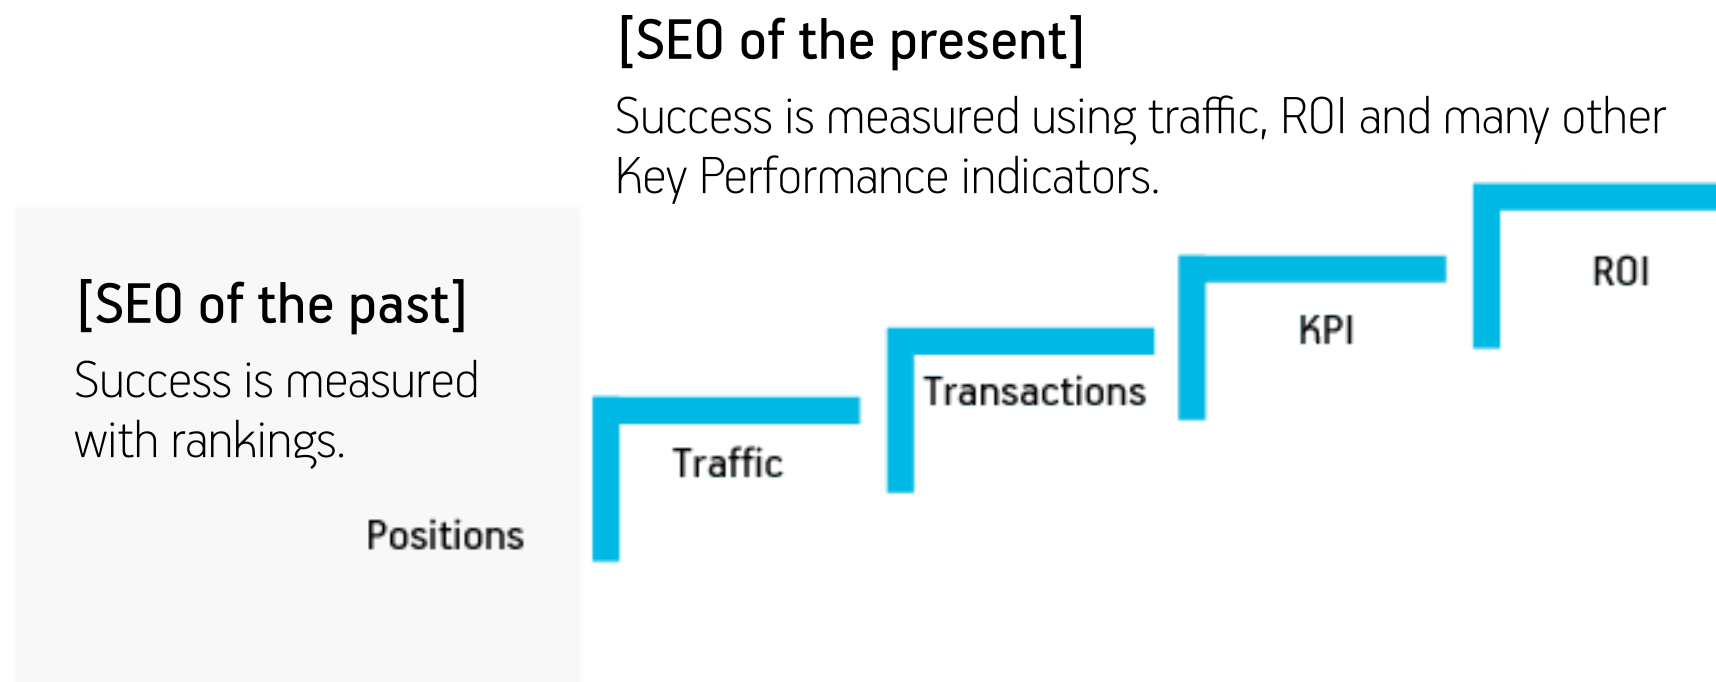 [SEO of the present]
Success is measured using traffic, ROI and many other
Key Performance indicators.
[SEO of the past]
Success is measured
with rankings.
Positions
Traffic
Transactions
KPI
ROI